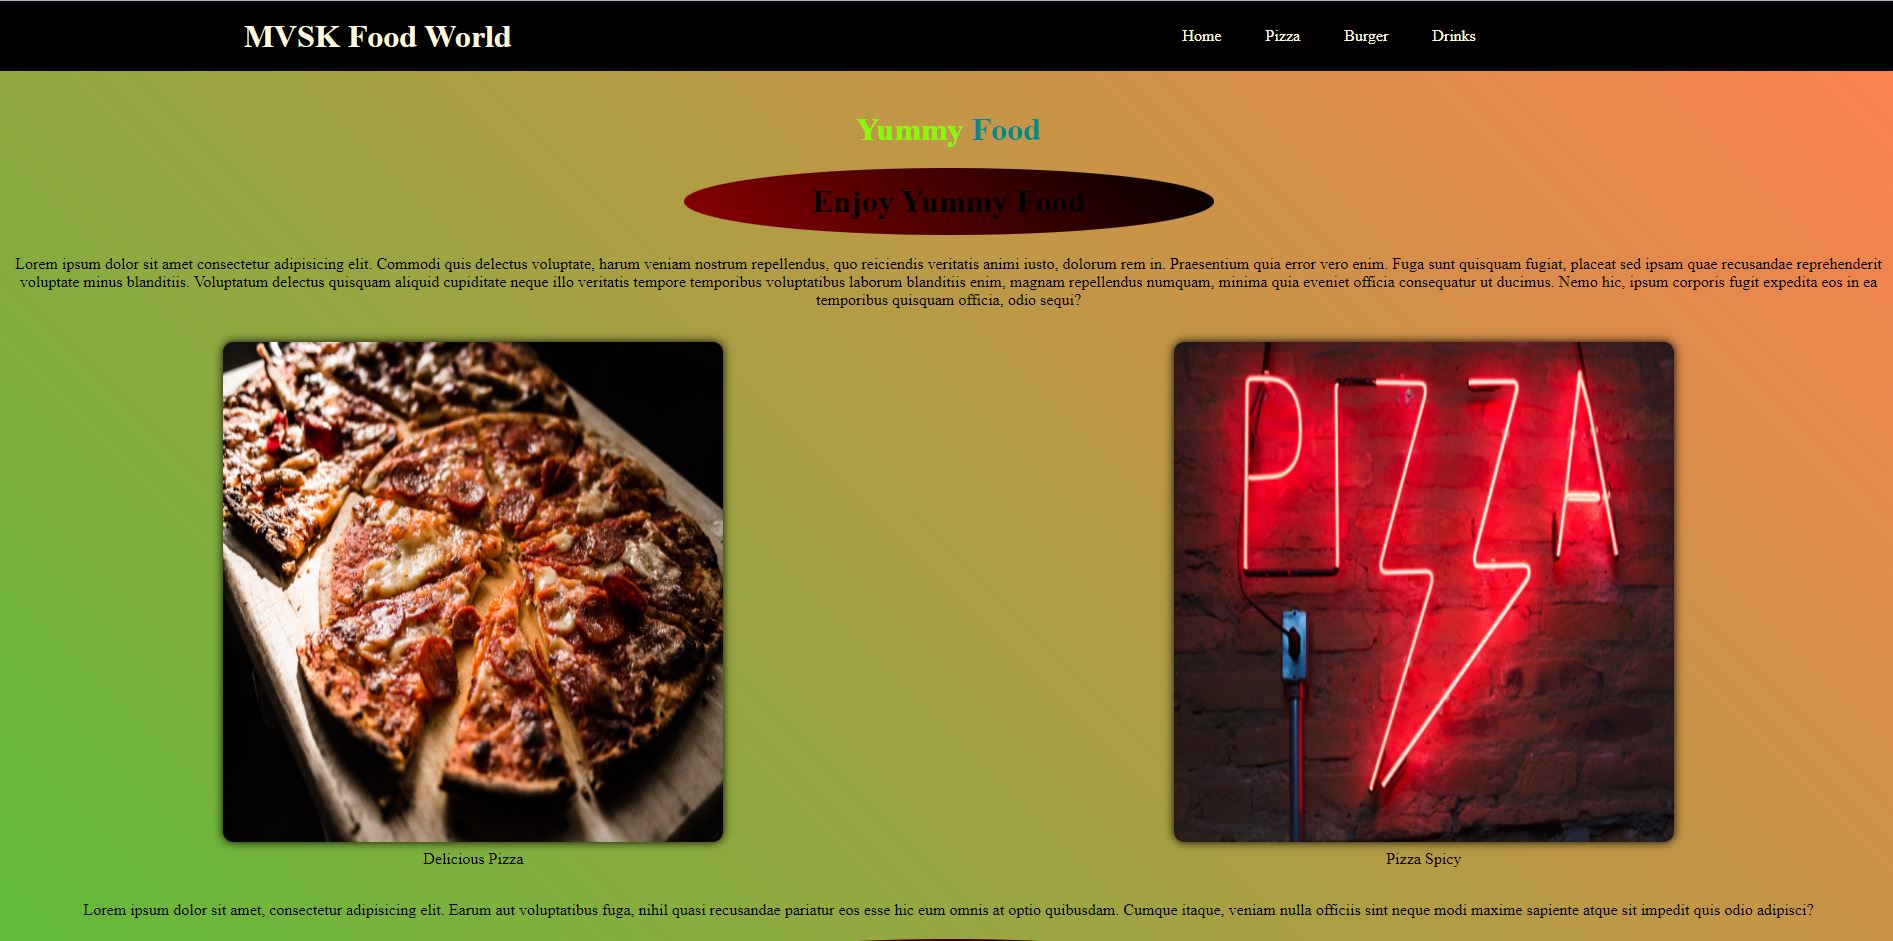 MVSK Food World
Home Pizza Burger Drinks
Yummy Food
Enjoy Yummy Food
Lorem ipsum dolor sit amet consectetur adipisicing elit. Commodi quis delectus voluptate, harum veniam nostrum repellendus, quo reiciendis veritatis animi iusto, dolorum rem in. Praesentium quia error vero enim. Fuga sunt quisquam fugiat, placeat sed ipsam quae recusandae reprehenderit
voluptate minus blanditiis. Voluptatum delectus quisquam aliquid cupiditate neque illo veritatis tempore temporibus voluptatibus laborum blanditiis enim, magnam repellendus numquam, minima quia eveniet officia consequatur ut ducimus. Nemo hic, ipsum corporis fugit expedita eos in ea
temporibus quisquam officia, odio sequi?
PIZZA
Delicious Pizza
Pizza Spicy
Lorem ipsum dolor sit amet, consectetur adipisicing elit. Earum aut voluptatibus fuga, nihil quasi recusandae pariatur eos esse hic eum omnis at optio quibusdam. Cumque itaque, veniam nulla officiis sint neque modi maxime sapiente atque sit impedit quis odio adipisci?